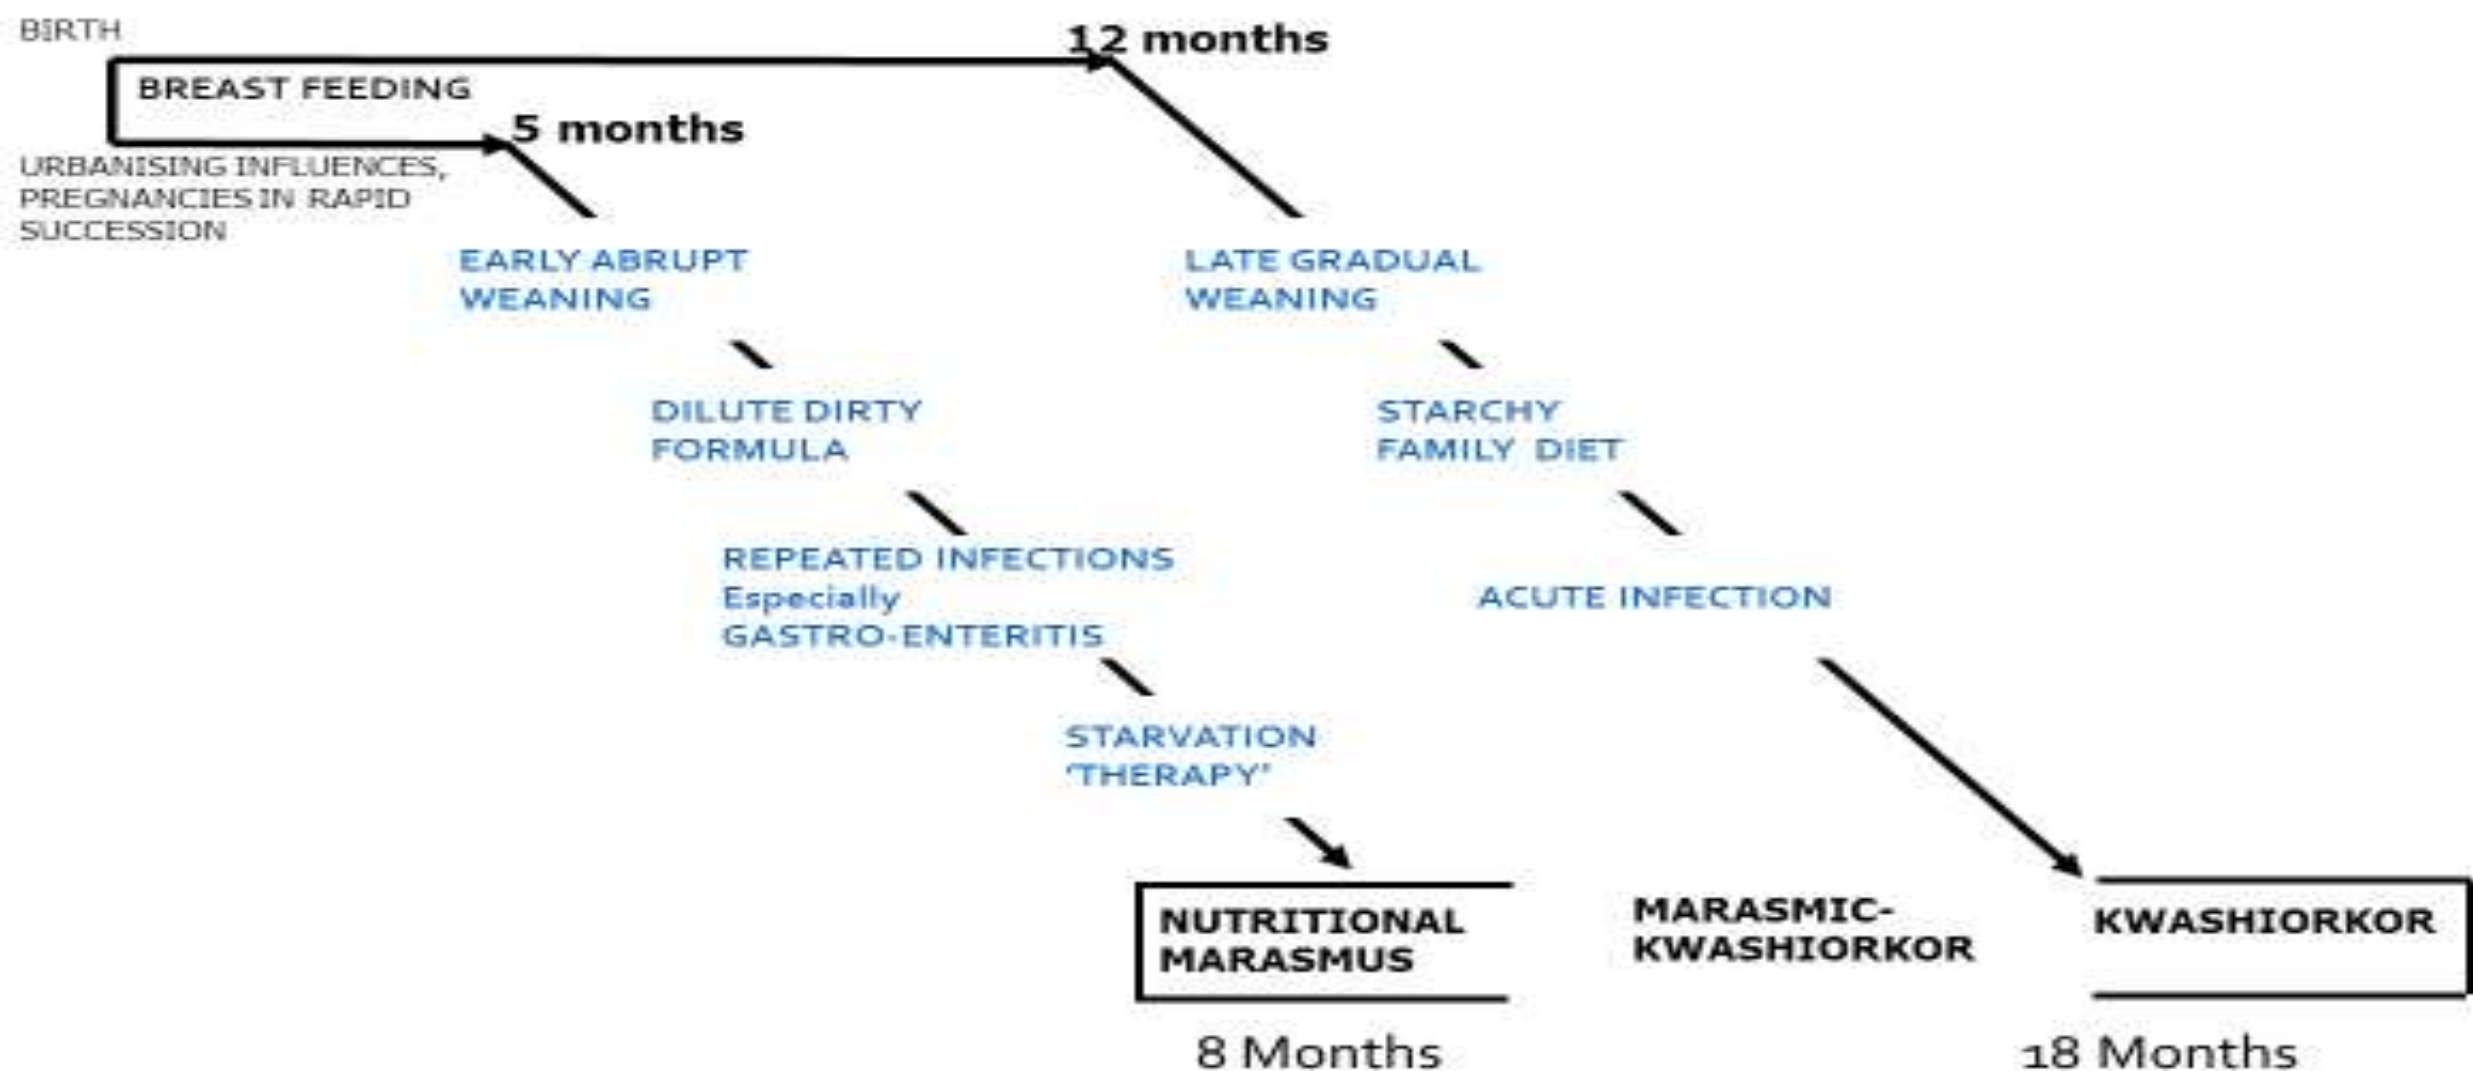 BIRTH
12 months
BREAST FEEDING
5 months
URBANISING INFLUENCES,
PREGNANCIES IN RAPID
SUCCESSION
EARLY ABRUPT
WEANING
LATE GRADUAL
WEANING
DILUTE DIRTY
FORMULA
STARCHY
FAMILY DIET
REPEATED INFECTIONS
Especially
GASTRO-ENTERITIS
ACUTE INFECTION
STARVATION
'THERAPY'
NUTRITIONAL
MARASMUS
MARASMIC-
KWASHIORKOR
KWASHIORKOR
8 Months
18 Months